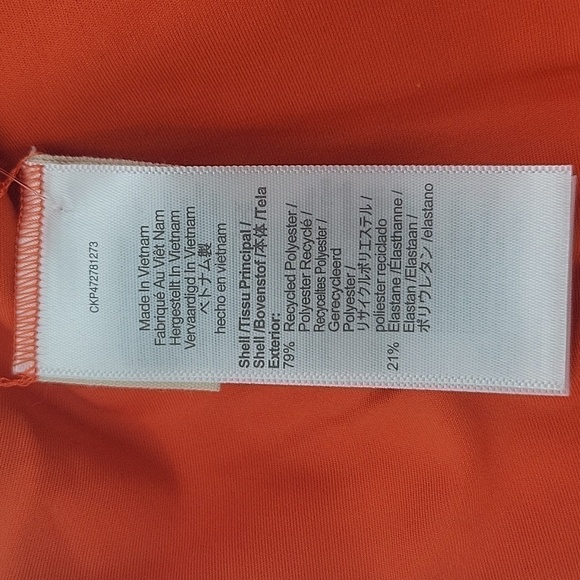 CKP472781273
Made In Vietnam
Fabriqué Au Viêt Nam
Hergestellt In Vietnam
Vervaardigd In Vietnam
ベトナム製
hecho en vietnam
Shell /Tissu Principal /
Shell /Bovenstof /本体 /Tela
Exterior:
79% Recycled Polyester /
Polyester Recyclé /
Recycelles Polyester /
Gerecycleerd
Polyester /
リサイクルポリエステル /
poliester reciclado
21% Elastane /Élasthanne /
Elastan /Elastaan /
ポリウレタン /elastano